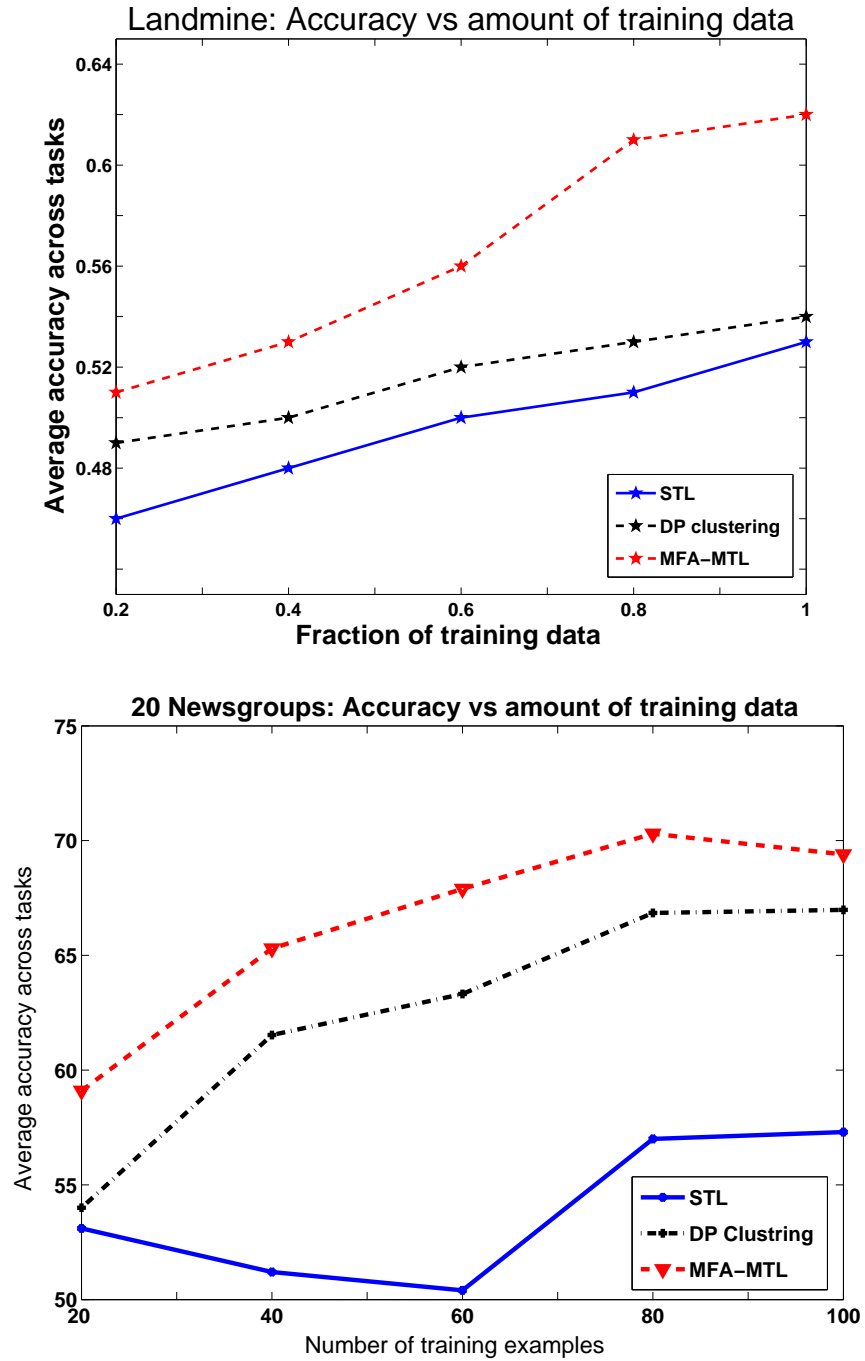 Landmine: Accuracy vs amount of training data
0.64
0.6
0.56
0.52
0.48
Average accuracy across tasks
STL
DP clustering
MFA−MTL
0.2 0.4 0.6 0.8 1
Fraction of training data
20 Newsgroups: Accuracy vs amount of training data
75
70
65
60
55
50
Average accuracy across tasks
STL
DP Clustring
MFA−MTL
20 40 60 80 100
Number of training examples